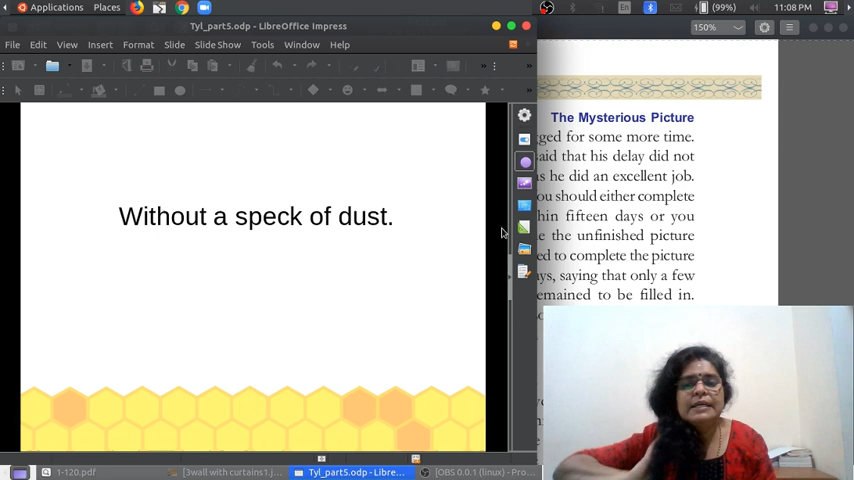 Applications Places En (99%) 11:08 PM
Tyl_part5.odp - LibreOffice Impress
150%
File Edit View Insert Format Slide Slide Show Tools Window Help
The Mysterious Picture
ged for some more time.
said that his delay did not
as he did an excellent job.
ou should either complete
hin fifteen days or you
e the unfinished picture
ed to complete the picture
ays, saying that only a few
emained to be filled in.
Without a speck of dust.
1-120.pdf [3wall with curtains1.j... Tyl_part5.odp - Libre... [OBS 0.0.1 (linux) - Pro...